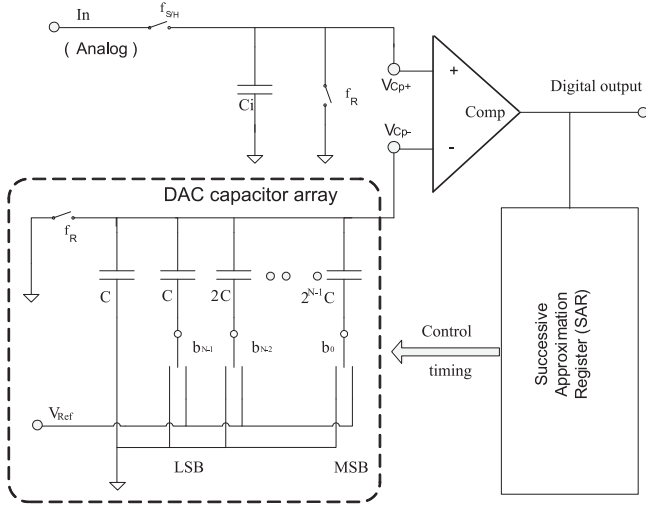 In
f_S/H
( Analog )
Ci
f_R
V_Cp+
V_Cp-
+
-
Comp
Digital output
DAC capacitor array
f_R
C
C
2C
2^N-1 C
b_N-1
b_N-2
b_0
V_Ref
LSB
MSB
Control
timing
Successive
Approximation
Register (SAR)